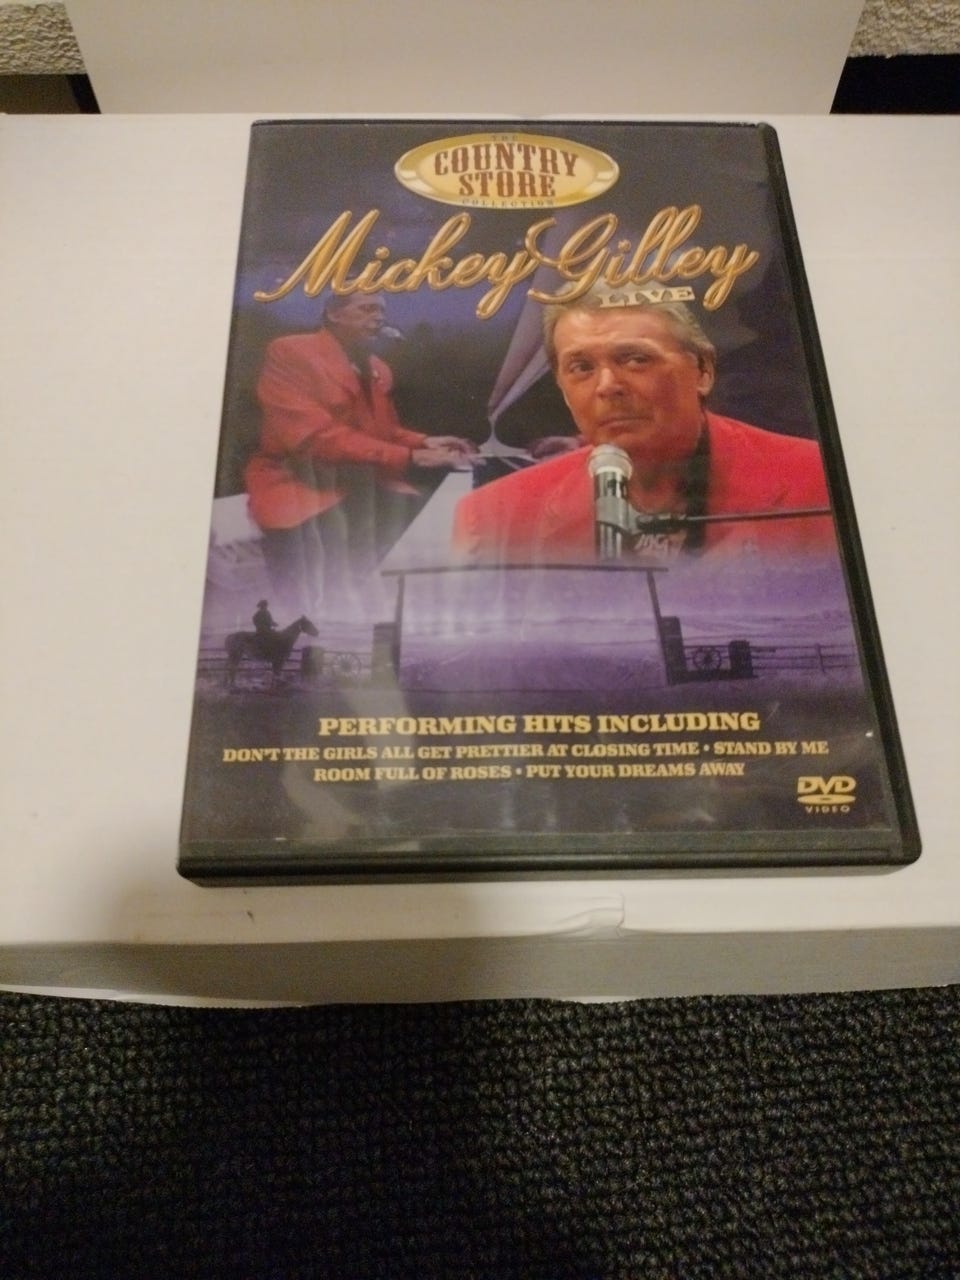 THE
COUNTRY
STORE
COLLECTION
Mickey Gilley
LIVE
PERFORMING HITS INCLUDING
DON'T THE GIRLS ALL GET PRETTIER AT CLOSING TIME • STAND BY ME
ROOM FULL OF ROSES • PUT YOUR DREAMS AWAY
DVD
VIDEO